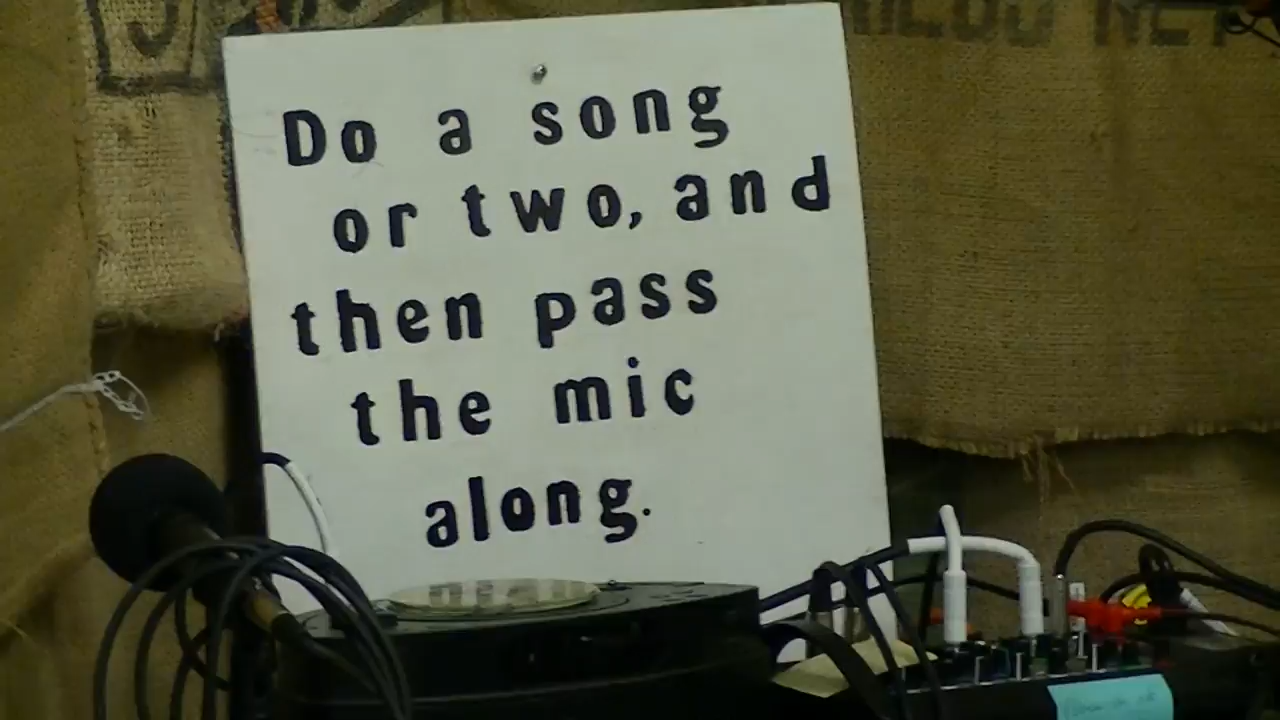 Do a song
or two, and
then pass
the mic
along.